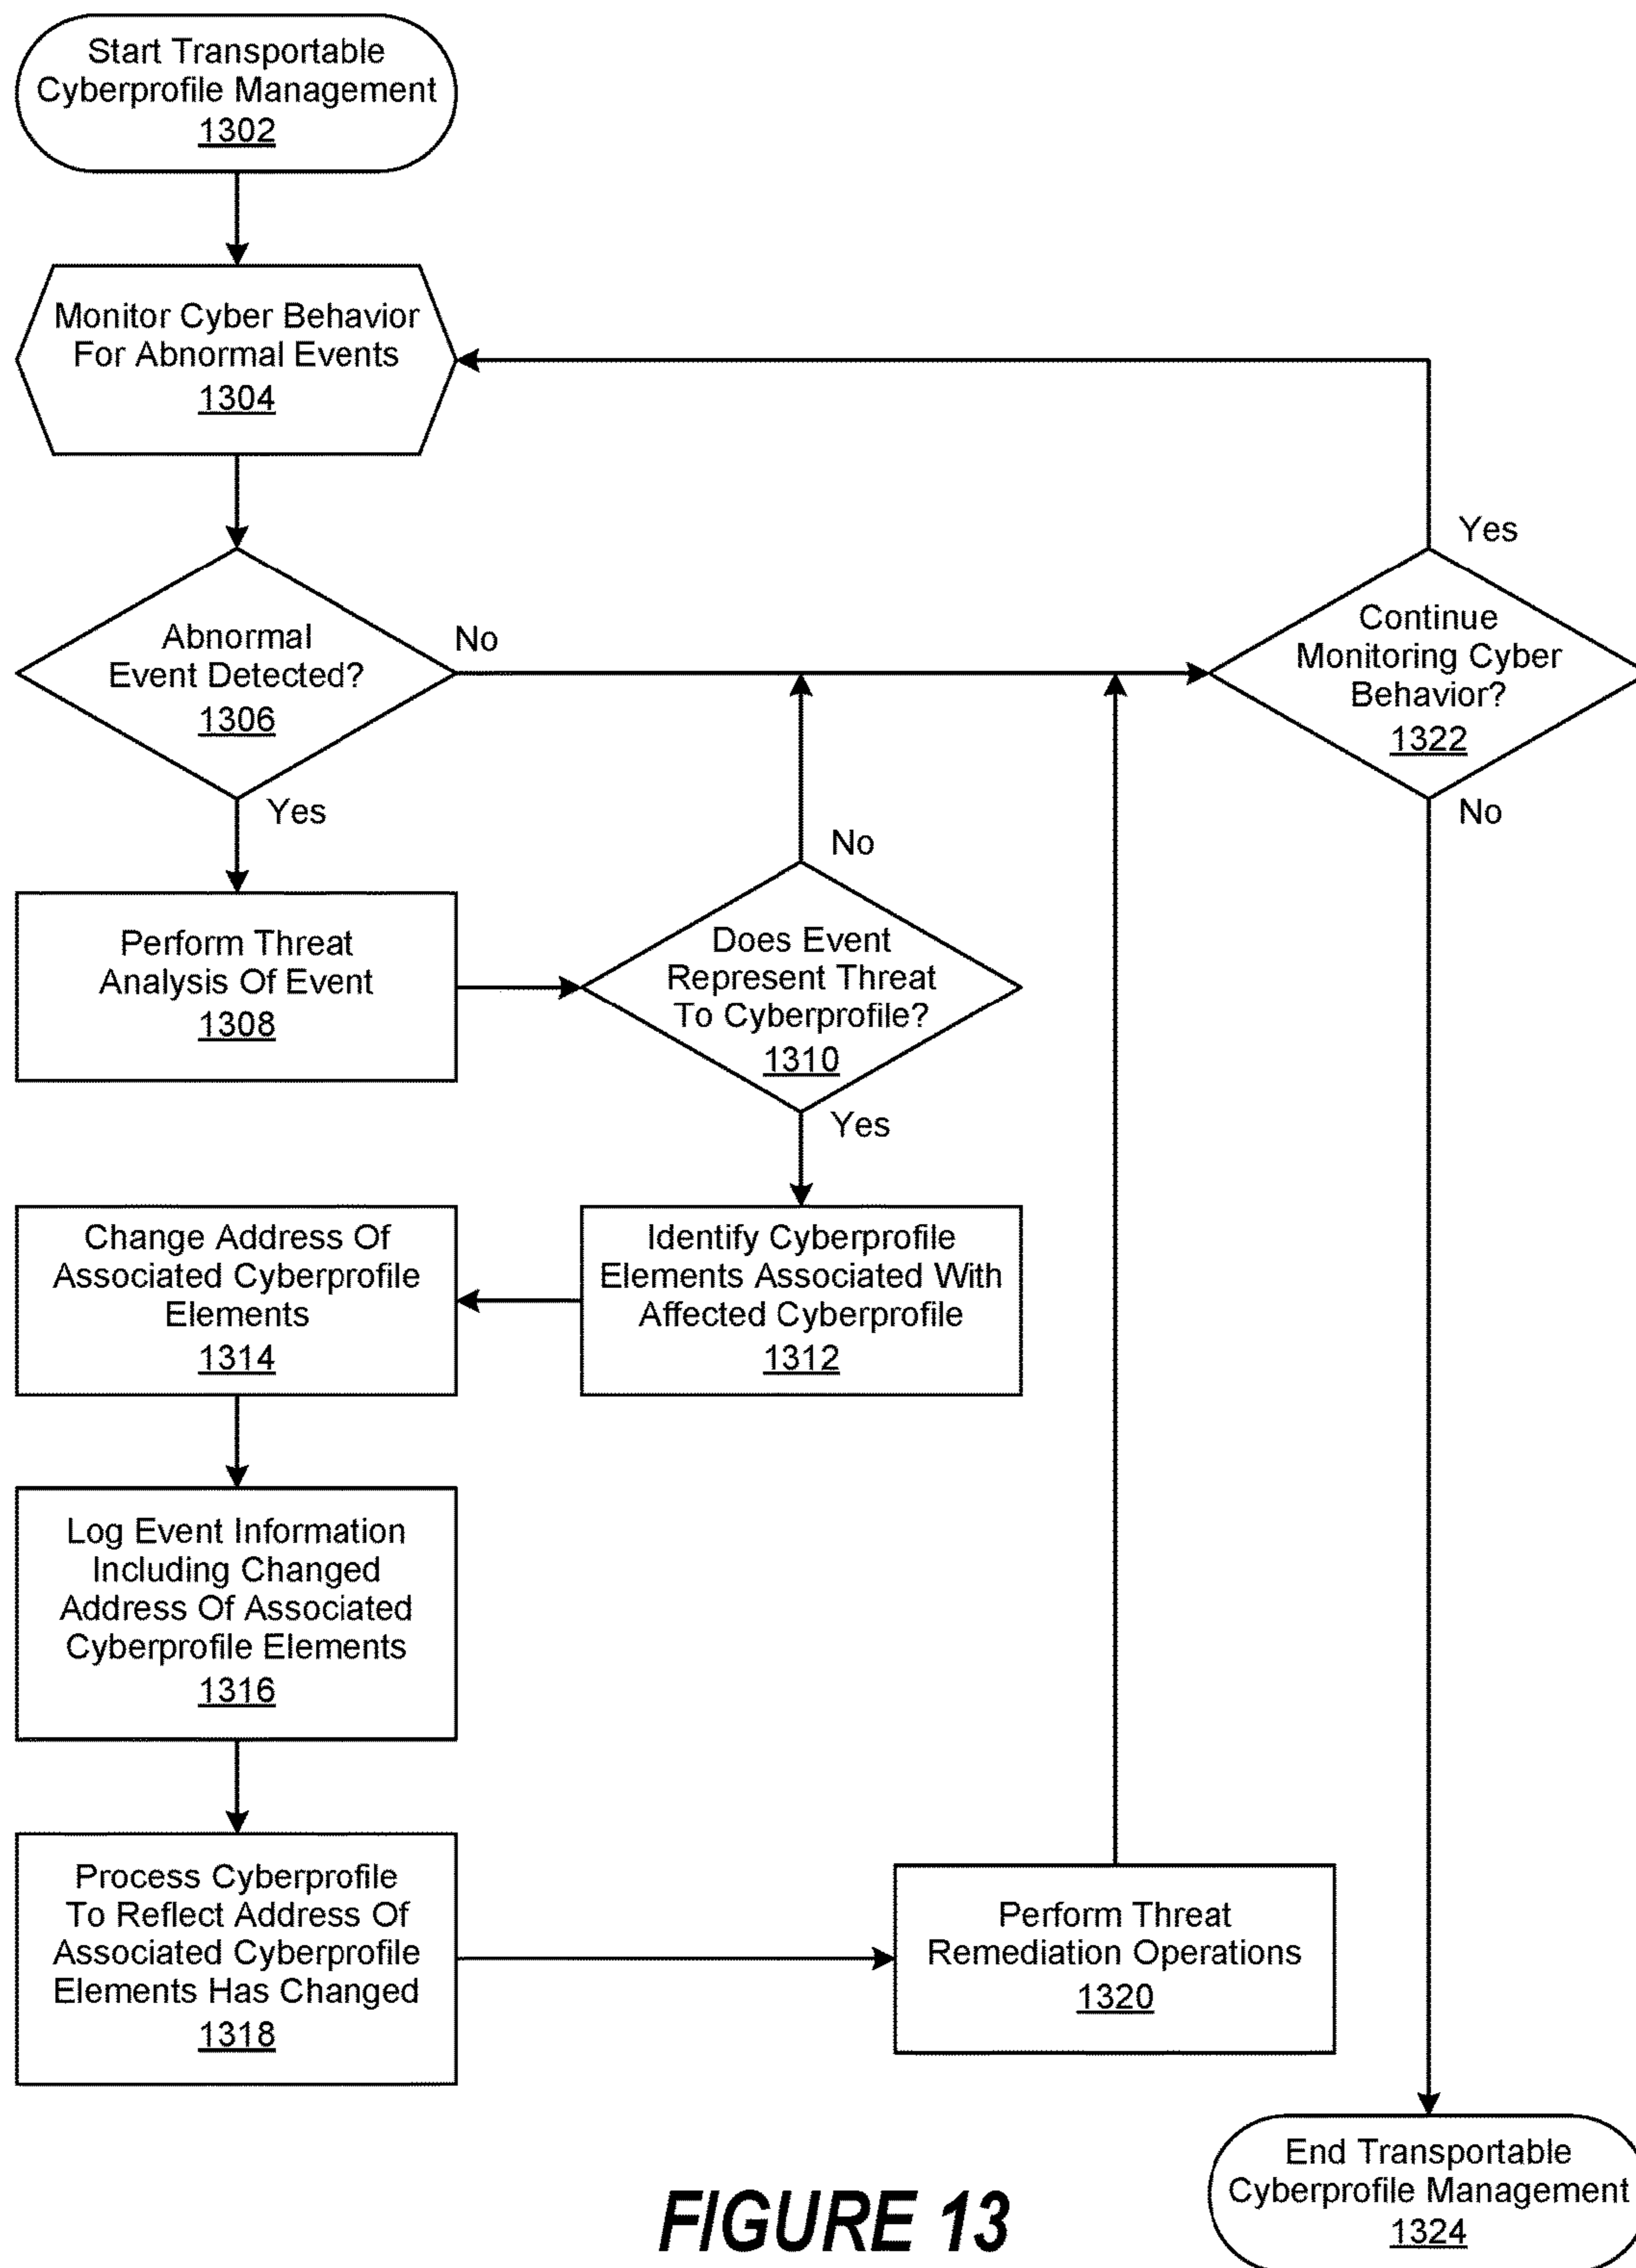 Start Transportable
Cyberprofile Management
1302
Monitor Cyber Behavior
For Abnormal Events
1304
Abnormal
Event Detected?
1306
No
Yes
Continue
Monitoring Cyber
Behavior?
1322
Yes
No
Perform Threat
Analysis Of Event
1308
Does Event
Represent Threat
To Cyberprofile?
1310
No
Yes
Identify Cyberprofile
Elements Associated With
Affected Cyberprofile
1312
Change Address Of
Associated Cyberprofile
Elements
1314
Log Event Information
Including Changed
Address Of Associated
Cyberprofile Elements
1316
Process Cyberprofile
To Reflect Address Of
Associated Cyberprofile
Elements Has Changed
1318
Perform Threat
Remediation Operations
1320
End Transportable
Cyberprofile Management
1324
FIGURE 13